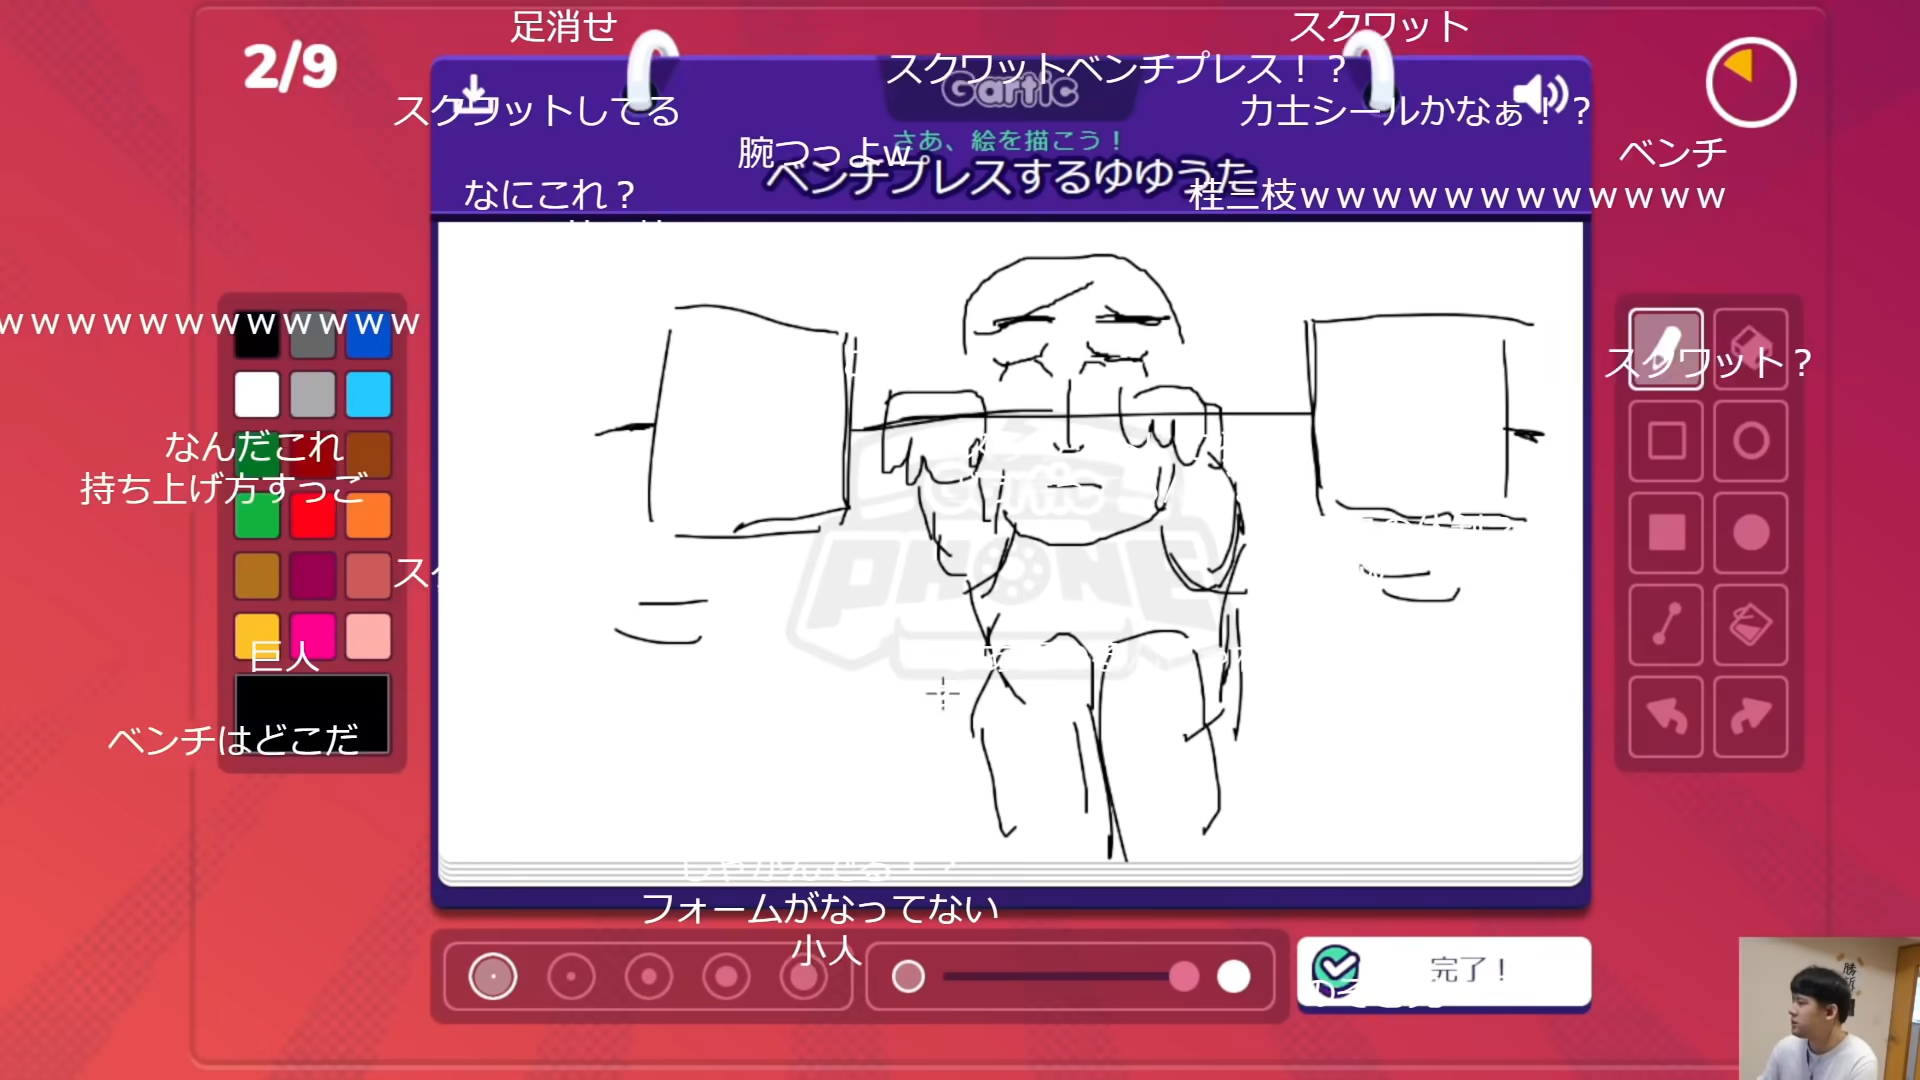 足消せ
スクワット
2/9
スクワットベンチプレス！？
Gartic
スクワットしてる
力士シールかなぁ！？
さあ、絵を描こう！
腕つっよw
ベンチ
ベンチプレスするゆゆうた
なにこれ？
桂三枝ｗｗｗｗｗｗｗｗｗｗｗｗ
ｗｗｗｗｗｗｗｗｗｗｗｗ
スクワット？
なんだこれ
持ち上げ方すっご
Gartic
PHONE
巨人
ベンチはどこだ
フォームがなってない
小人
完了！